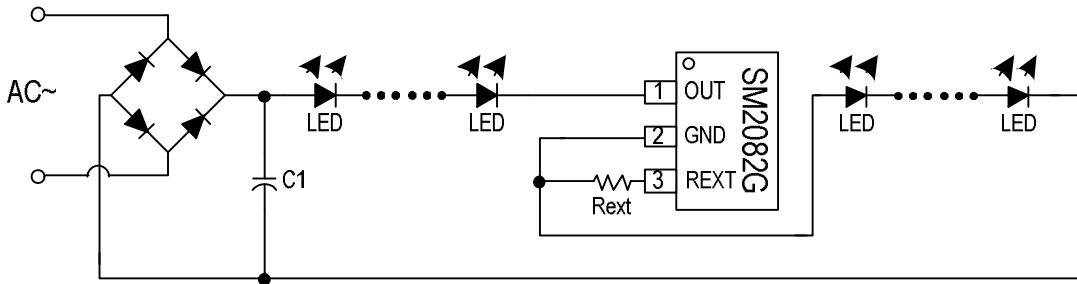 AC~
LED
LED
C1
1 OUT
2 GND
3 REXT
SM2082G
Rext
LED
LED